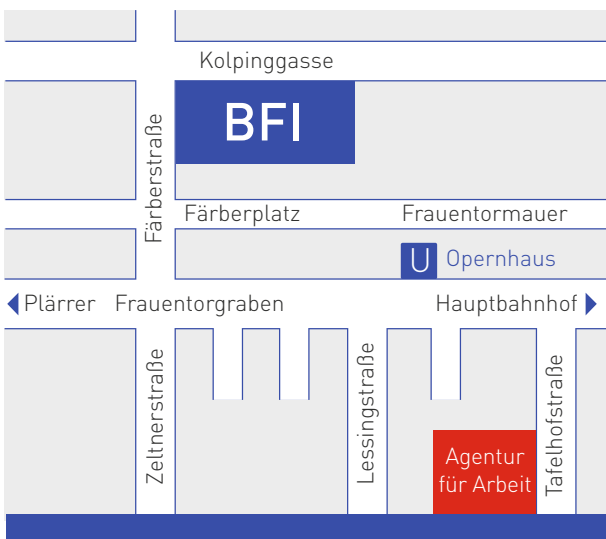 Kolpinggasse
BFI
Färberstraße
Färberplatz
Frauentormauer
U Opernhaus
Plärrer
Frauentorgraben
Hauptbahnhof
Zeltnerstraße
Lessingstraße
Tafelhofstraße
Agentur
für Arbeit